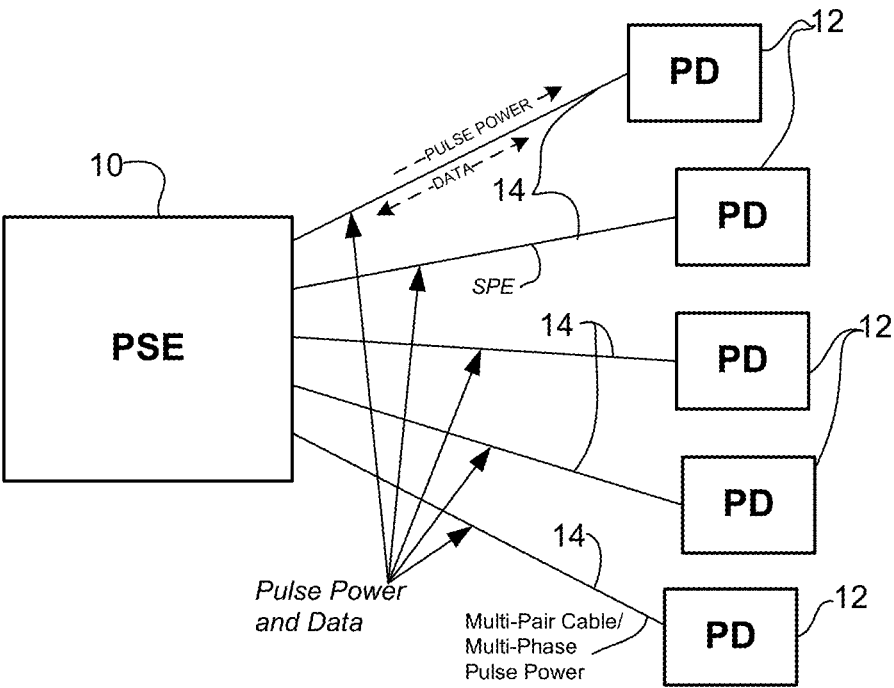 12
PD
PULSE POWER
DATA
10
14
PD
SPE
PSE
14
12
PD
PD
14
Pulse Power
and Data
12
Multi-Pair Cable/
Multi-Phase
Pulse Power
PD